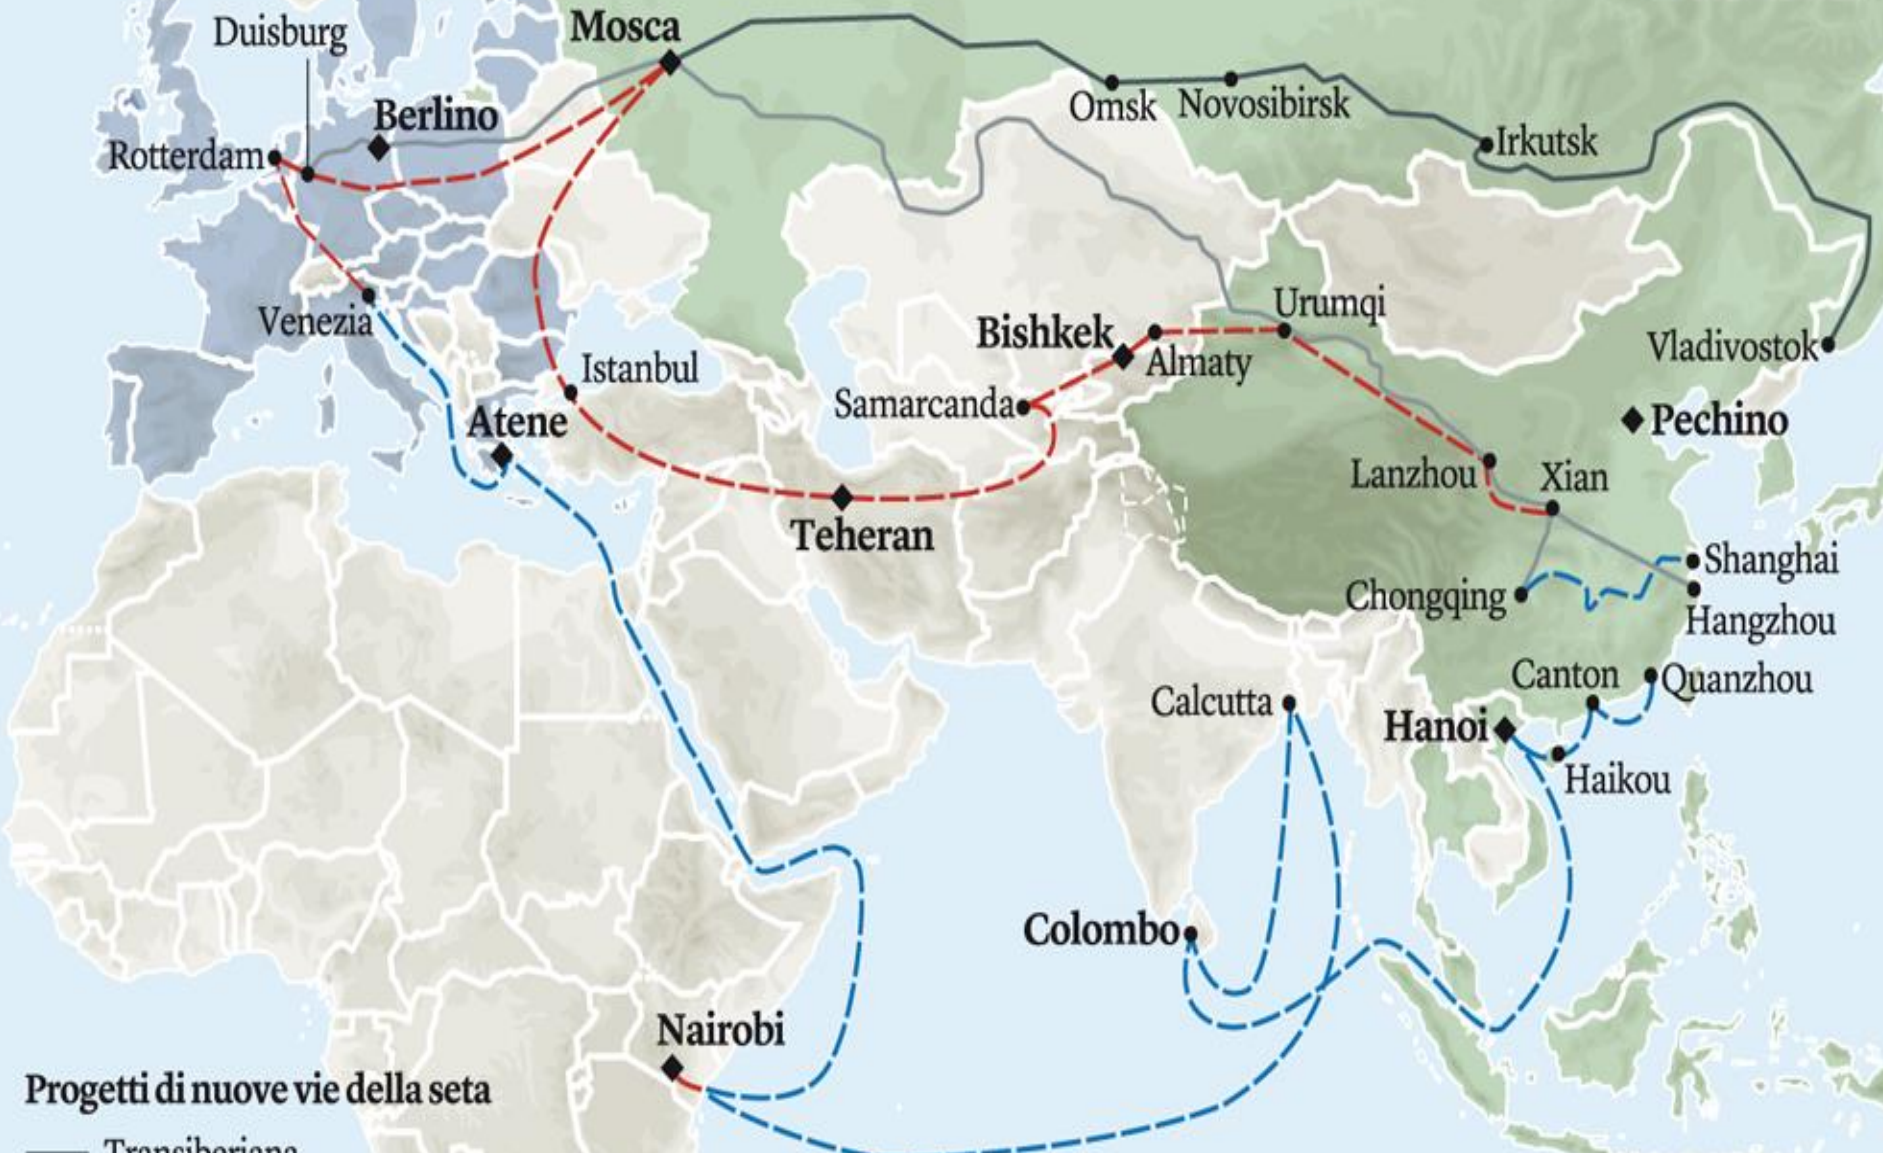 Mosca
Duisburg
Berlino
Omsk
Novosibirsk
Irkutsk
Rotterdam
Venezia
Urumqi
Bishkek
Almaty
Vladivostok
Istanbul
Samarcanda
Atene
Pechino
Lanzhou
Xian
Teheran
Shanghai
Chongqing
Hangzhou
Canton
Quanzhou
Calcutta
Hanoi
Haikou
Colombo
Nairobi
Progetti di nuove vie della seta
Transiberiana